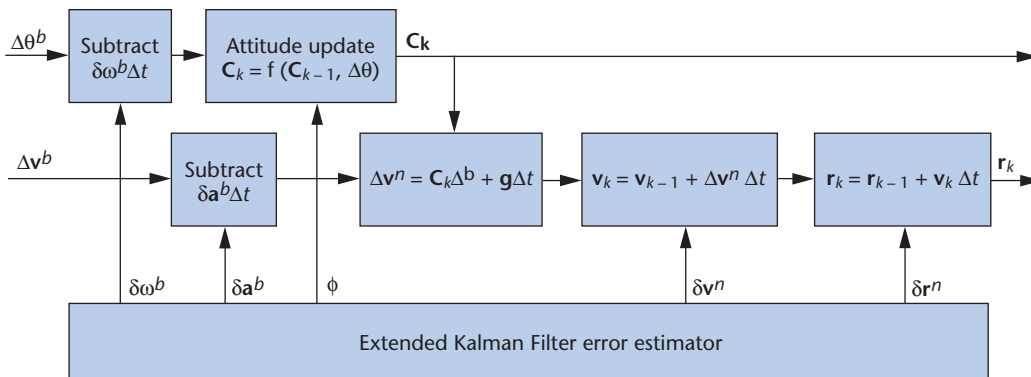 Δθᵇ
Subtract
δωᵇΔt
Attitude update
Cₖ = f (Cₖ₋₁, Δθ)
Cₖ
Δvᵇ
Subtract
δaᵇΔt
Δvⁿ = CₖΔᵇ + gΔt
vₖ = vₖ₋₁ + Δvⁿ Δt
rₖ = rₖ₋₁ + vₖ Δt
rₖ
δωᵇ
δaᵇ
ϕ
δvⁿ
δrⁿ
Extended Kalman Filter error estimator